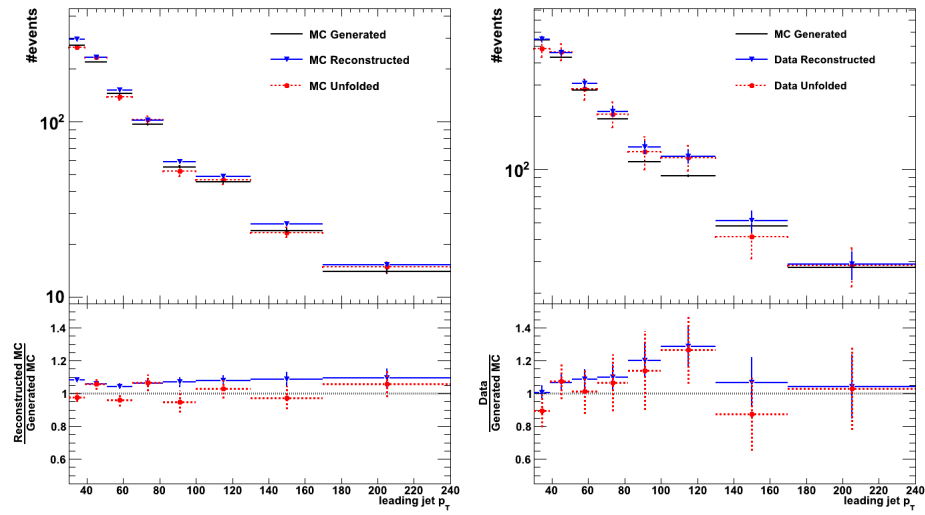 #events
10²
10
MC Generated
MC Reconstructed
MC Unfolded
Reconstructed MC
Generated MC
1.4
1.2
1
0.8
0.6
40 60 80 100 120 140 160 180 200 220 240
leading jet p_T
#events
10²
MC Generated
Data Reconstructed
Data Unfolded
Data
Generated MC
1.4
1.2
1
0.8
0.6
40 60 80 100 120 140 160 180 200 220 240
leading jet p_T